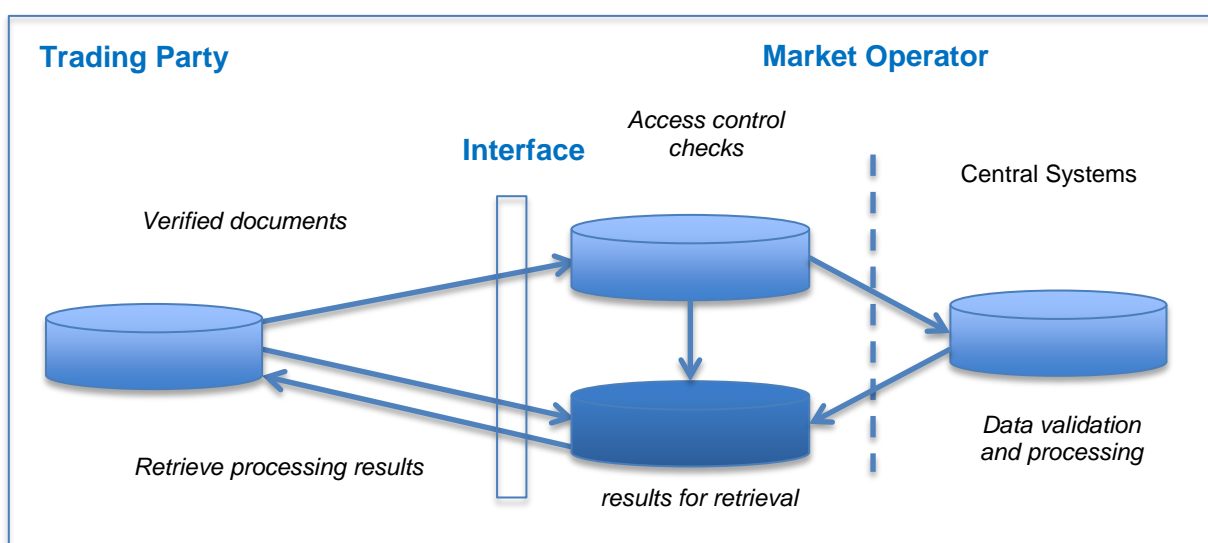 Trading Party
Market Operator
Access control
checks
Interface
Central Systems
Verified documents
Data validation
and processing
Retrieve processing results
results for retrieval